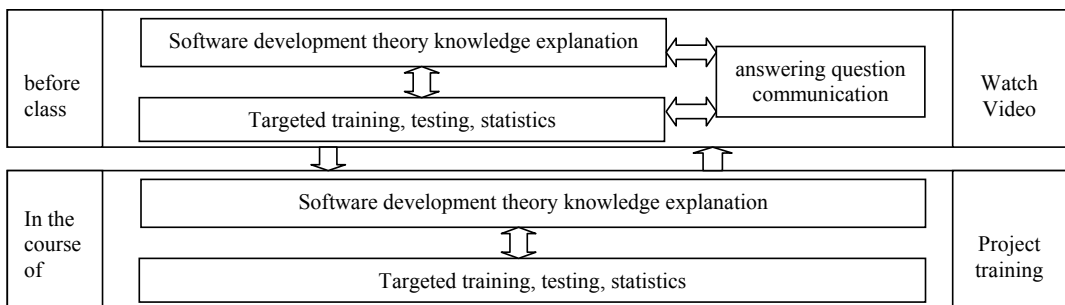 before
class
Software development theory knowledge explanation
Targeted training, testing, statistics
answering question
communication
Watch
Video
In the
course
of
Software development theory knowledge explanation
Targeted training, testing, statistics
Project
training